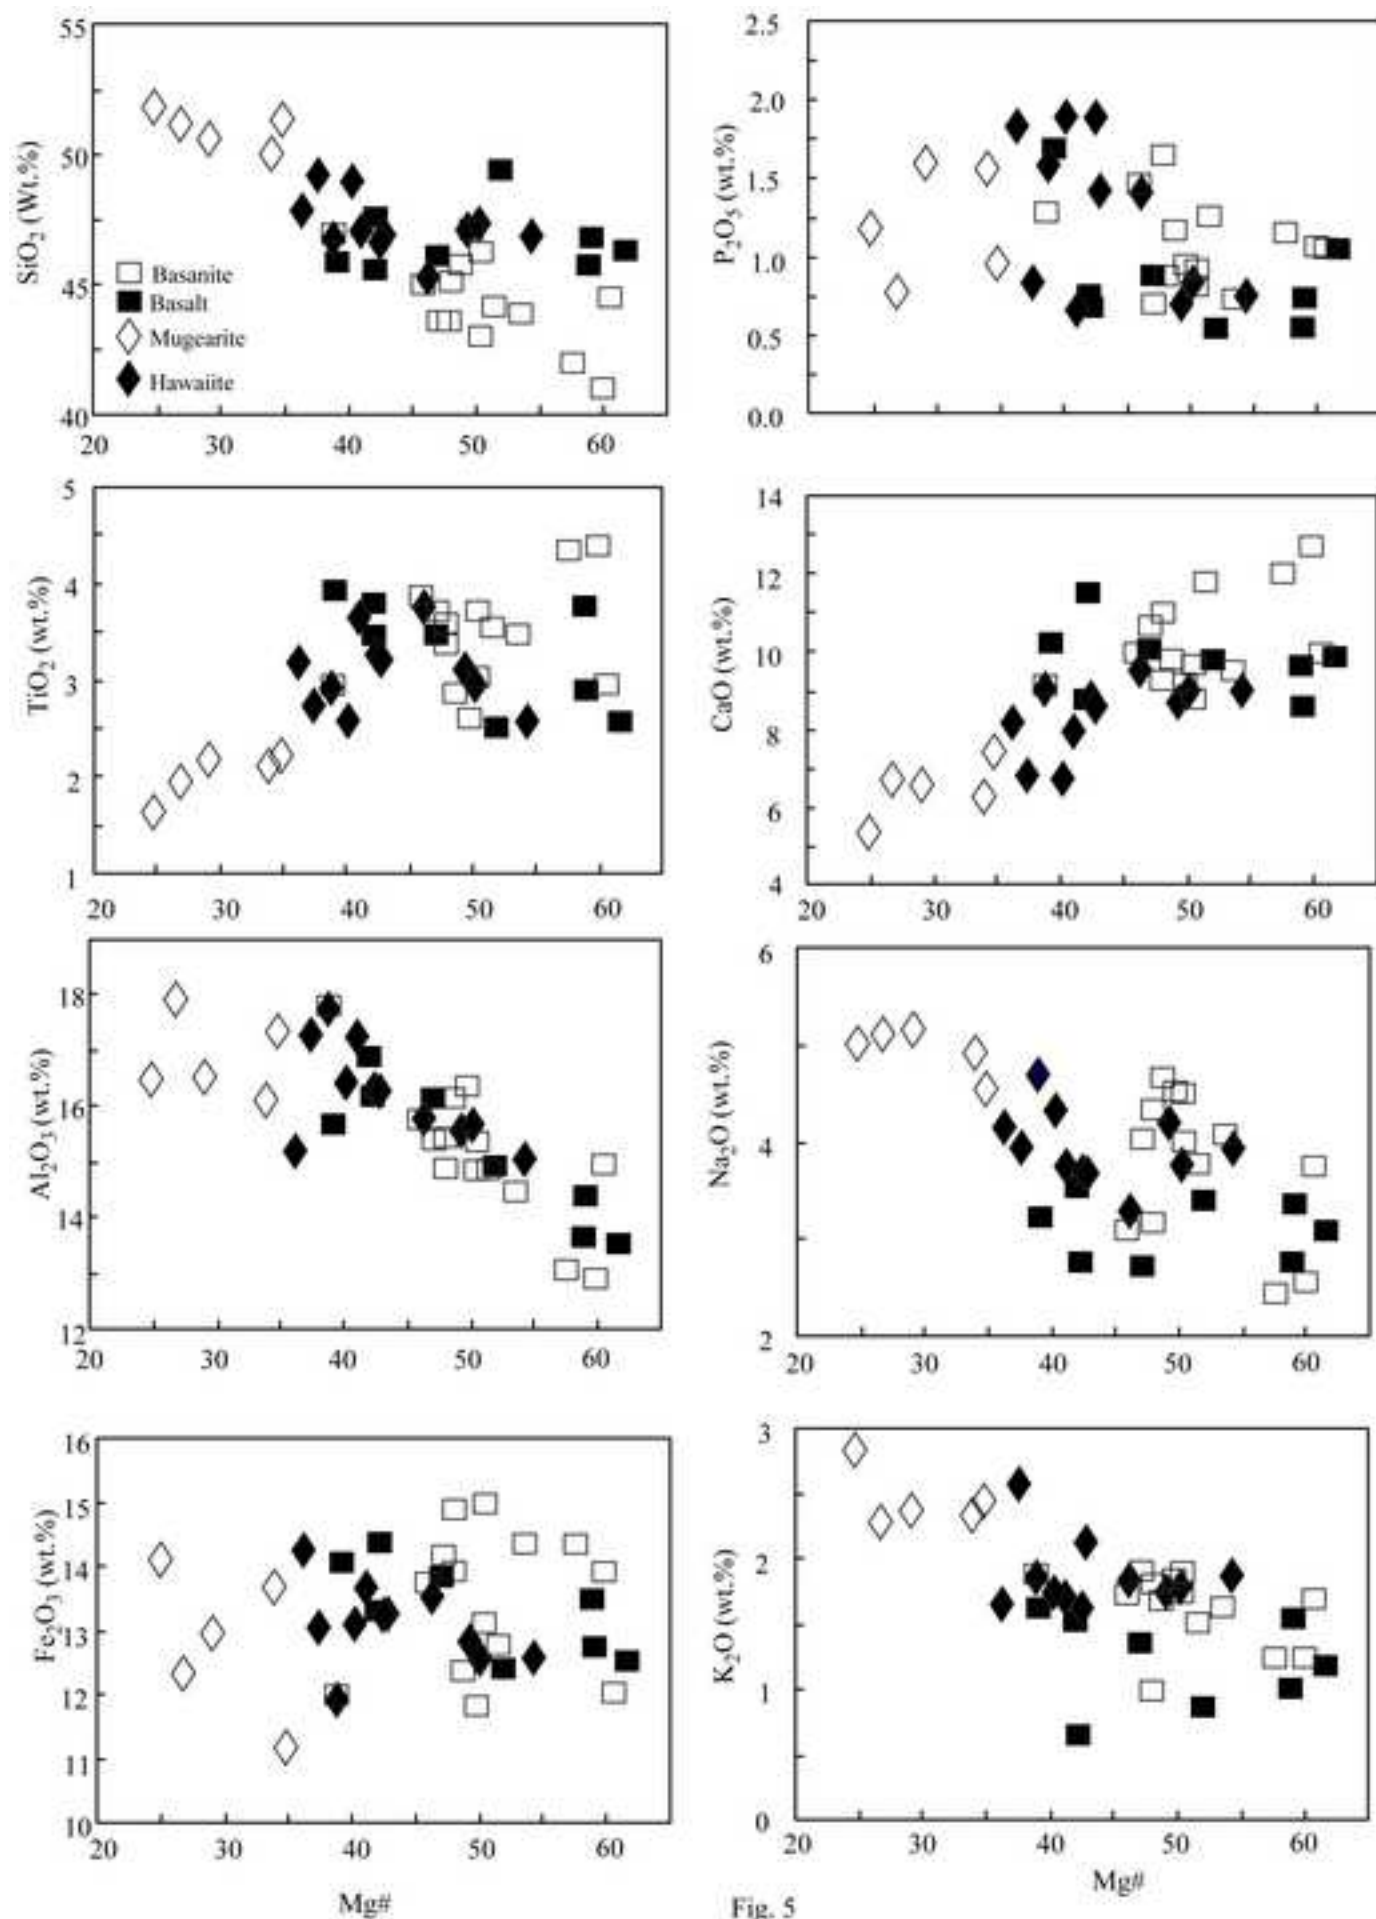 55
50
45
40
SiO2 (Wt.%)
Basanite
Basalt
Mugearite
Hawaiite
20 30 40 50 60
2.5
2.0
1.5
1.0
0.5
0.0
P2O5 (wt.%)
5
4
3
2
1
TiO2 (wt.%)
20 30 40 50 60
14
12
10
8
6
4
CaO (wt.%)
20 30 40 50 60
18
16
14
12
Al2O3 (wt.%)
20 30 40 50 60
6
4
2
Na2O (wt.%)
20 30 40 50 60
16
15
14
13
12
11
10
Fe2O3 (wt.%)
20 30 40 50 60
Mg#
3
2
1
0
K2O (wt.%)
20 30 40 50 60
Mg#
Fig. 5